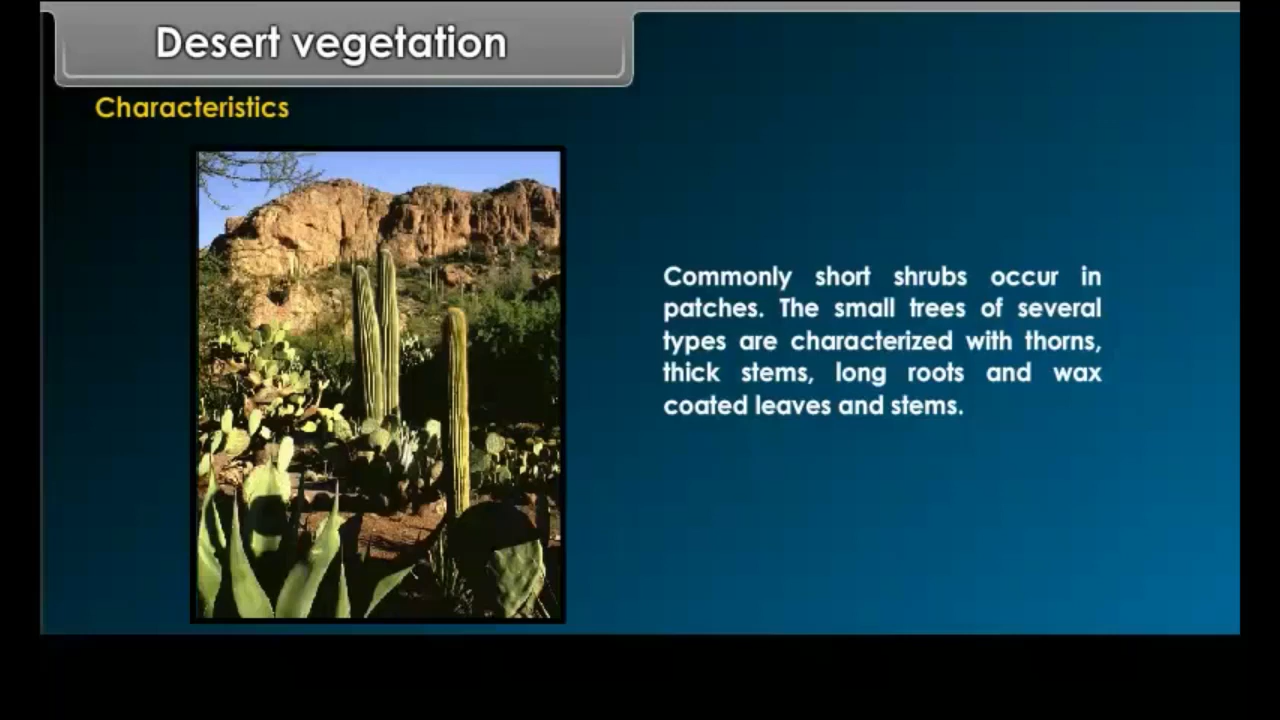 Desert vegetation
Characteristics
Commonly short shrubs occur in
patches. The small trees of several
types are characterized with thorns,
thick stems, long roots and wax
coated leaves and stems.